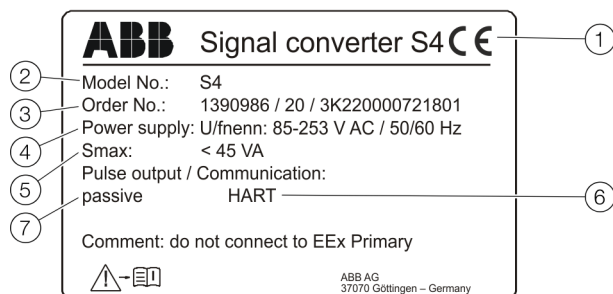 ABB Signal converter S4 CE 1
2 Model No.: S4
3 Order No.: 1390986 / 20 / 3K220000721801
4 Power supply: U/fnenn: 85-253 V AC / 50/60 Hz
5 Smax: < 45 VA
Pulse output / Communication:
7 passive HART 6
Comment: do not connect to EEx Primary
ABB AG
37070 Göttingen – Germany